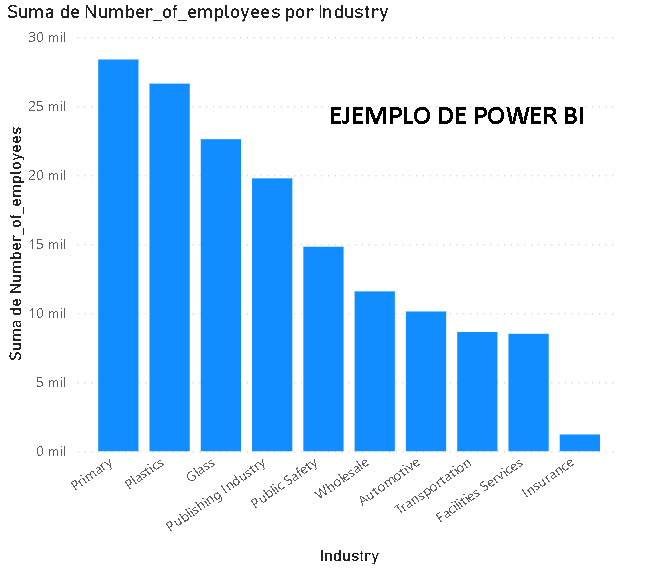 Suma de Number_of_employees por Industry
30 mil
25 mil
20 mil
15 mil
10 mil
5 mil
0 mil
Suma de Number_of_employees
EJEMPLO DE POWER BI
Primary
Plastics
Glass
Publishing Industry
Public Safety
Wholesale
Automotive
Transportation
Facilities Services
Insurance
Industry